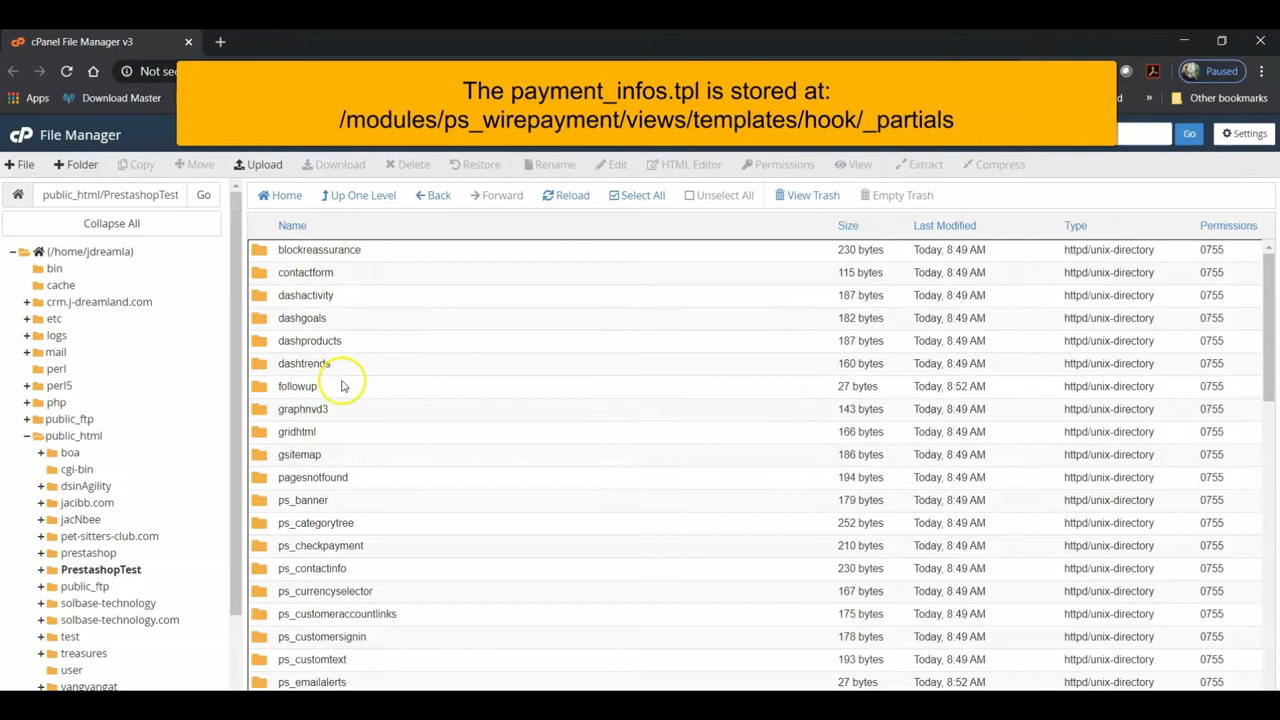 cPanel File Manager v3
Not sec
Paused
Apps
Download Master
d
»
Other bookmarks
The payment_infos.tpl is stored at:
/modules/ps_wirepayment/views/templates/hook/_partials
cP File Manager
Go
Settings
+ File
+ Folder
Copy
+ Move
Upload
Download
× Delete
Restore
Rename
Edit
HTML Editor
Permissions
View
Extract
Compress
public_html/PrestashopTest
Go
Home
Up One Level
Back
Forward
Reload
Select All
Unselect All
View Trash
Empty Trash
Collapse All
(/home/jdreamla)
bin
cache
crm.j-dreamland.com
etc
logs
mail
perl
perl5
php
public_ftp
public_html
boa
cgi-bin
dsinAgility
jacibb.com
jacNbee
pet-sitters-club.com
prestashop
PrestashopTest
public_ftp
solbase-technology
solbase-technology.com
test
treasures
user
yangyangat
Name Size Last Modified Type Permissions
blockreassurance 230 bytes Today, 8:49 AM httpd/unix-directory 0755
contactform 115 bytes Today, 8:49 AM httpd/unix-directory 0755
dashactivity 187 bytes Today, 8:49 AM httpd/unix-directory 0755
dashgoals 182 bytes Today, 8:49 AM httpd/unix-directory 0755
dashproducts 187 bytes Today, 8:49 AM httpd/unix-directory 0755
dashtrends 160 bytes Today, 8:49 AM httpd/unix-directory 0755
followup 27 bytes Today, 8:52 AM httpd/unix-directory 0755
graphnvd3 143 bytes Today, 8:49 AM httpd/unix-directory 0755
gridhtml 166 bytes Today, 8:49 AM httpd/unix-directory 0755
gsitemap 186 bytes Today, 8:49 AM httpd/unix-directory 0755
pagesnotfound 194 bytes Today, 8:49 AM httpd/unix-directory 0755
ps_banner 179 bytes Today, 8:49 AM httpd/unix-directory 0755
ps_categorytree 252 bytes Today, 8:49 AM httpd/unix-directory 0755
ps_checkpayment 210 bytes Today, 8:49 AM httpd/unix-directory 0755
ps_contactinfo 200 bytes Today, 8:49 AM httpd/unix-directory 0755
ps_currencyselector 167 bytes Today, 8:49 AM httpd/unix-directory 0755
ps_customeraccountlinks 175 bytes Today, 8:49 AM httpd/unix-directory 0755
ps_customersignin 178 bytes Today, 8:49 AM httpd/unix-directory 0755
ps_customtext 193 bytes Today, 8:49 AM httpd/unix-directory 0755
ps_emailalerts 27 bytes Today, 8:52 AM httpd/unix-directory 0755